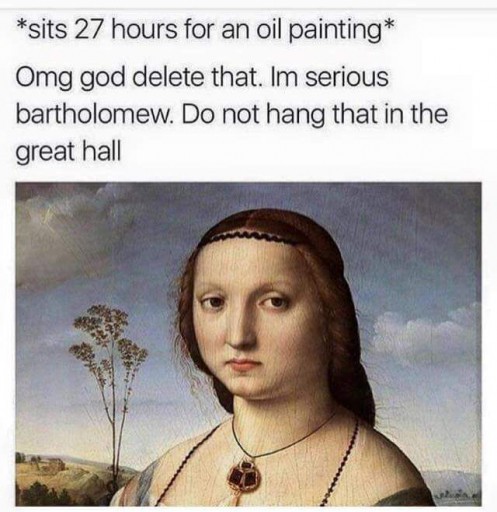 *sits 27 hours for an oil painting*
Omg god delete that. Im serious
bartholomew. Do not hang that in the
great hall